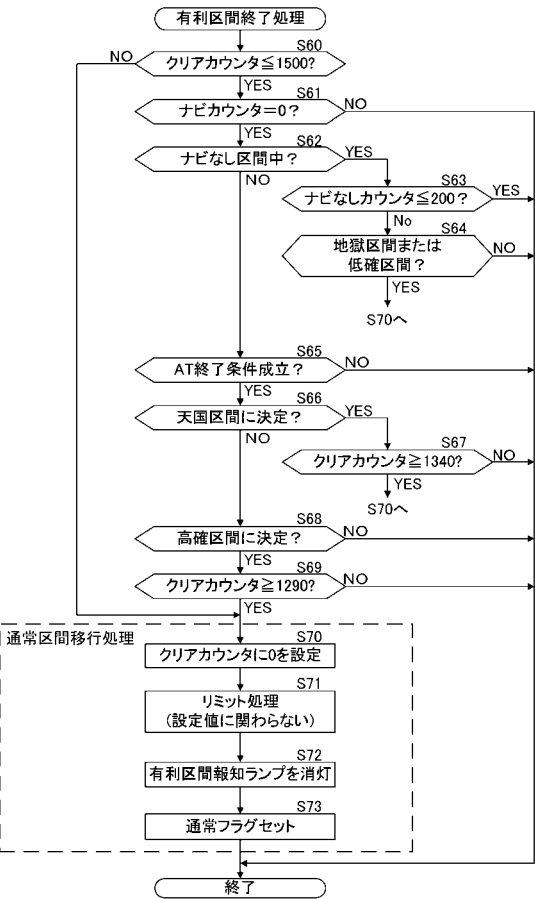 有利区間終了処理
S60
NO
クリアカウンタ≦1500?
YES
S61
ナビカウンタ=0?
NO
YES
S62
ナビなし区間中?
YES
NO
S63
ナビなしカウンタ≦200?
YES
No
S64
地獄区間または
低確区間?
NO
YES
S70へ
S65
AT終了条件成立?
NO
YES
S66
天国区間に決定?
YES
NO
S67
クリアカウンタ≧1340?
NO
YES
S70へ
S68
高確区間に決定?
NO
YES
S69
クリアカウンタ≧1290?
NO
YES
通常区間移行処理
S70
クリアカウンタに0を設定
S71
リミット処理
(設定値に関わらない)
S72
有利区間報知ランプを消灯
S73
通常フラグセット
終了